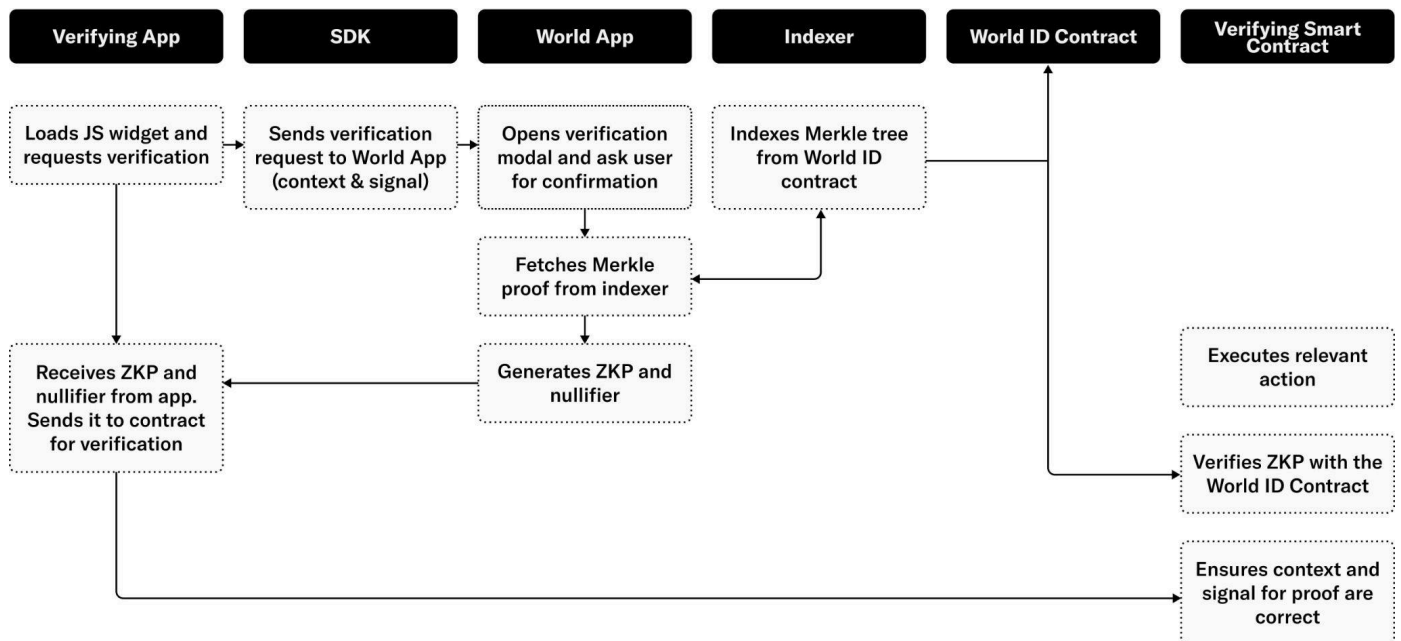 Verifying App
SDK
World App
Indexer
World ID Contract
Verifying Smart
Contract
Loads JS widget and
requests verification
Sends verification
request to World App
(context & signal)
Opens verification
modal and ask user
for confirmation
Indexes Merkle tree
from World ID
contract
Fetches Merkle
proof from indexer
Receives ZKP and
nullifier from app.
Sends it to contract
for verification
Generates ZKP and
nullifier
Executes relevant
action
Verifies ZKP with the
World ID Contract
Ensures context and
signal for proof are
correct